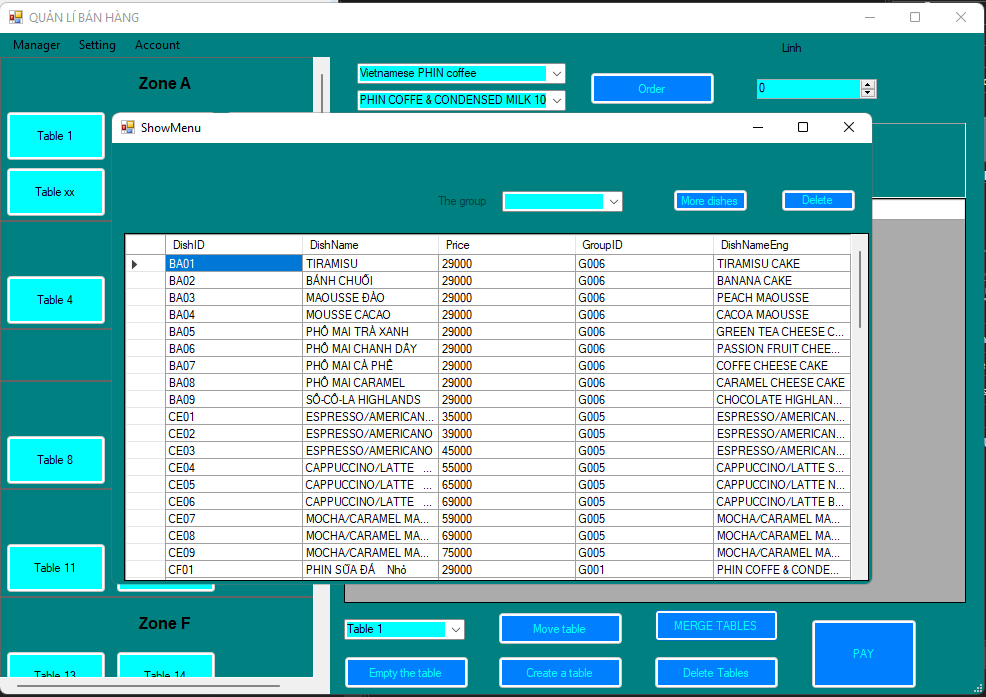 QUẢN LÍ BÁN HÀNG
Manager Setting Account
Linh
Zone A
Vietnamese PHIN coffee
Order
0
PHIN COFFE & CONDENSED MILK 10
Table 1
Table xx
Table 4
Table 8
Table 11
Zone F
Table 13
Table 14
ShowMenu
The group
More dishes
Delete
DishID DishName Price GroupID DishNameEng
BA01 TIRAMISU 29000 G006 TIRAMISU CAKE
BA02 BÁNH CHUỐI 29000 G006 BANANA CAKE
BA03 MAOUSSE ĐÀO 29000 G006 PEACH MAOUSSE
BA04 MOUSSE CACAO 29000 G006 CACOA MAOUSSE
BA05 PHÔ MAI TRÀ XANH 29000 G006 GREEN TEA CHEESE C...
BA06 PHÔ MAI CHANH DÂY 29000 G006 PASSION FRUIT CHEE...
BA07 PHÔ MAI CÀ PHÊ 29000 G006 COFFE CHEESE CAKE
BA08 PHÔ MAI CARAMEL 29000 G006 CARAMEL CHEESE CAKE
BA09 SÔ-CÔ-LA HIGHLANDS 29000 G006 CHOCOLATE HIGHLAN...
CE01 ESPRESSO/AMERICAN... 35000 G005 ESPRESSO/AMERICAN...
CE02 ESPRESSO/AMERICANO 39000 G005 ESPRESSO/AMERICAN...
CE03 ESPRESSO/AMERICANO 45000 G005 ESPRESSO/AMERICAN...
CE04 CAPPUCCINO/LATTE ... 55000 G005 CAPPUCCINO/LATTE S...
CE05 CAPPUCCINO/LATTE ... 65000 G005 CAPPUCCINO/LATTE N...
CE06 CAPPUCCINO/LATTE ... 69000 G005 CAPPUCCINO/LATTE B...
CE07 MOCHA/CARAMEL MA... 59000 G005 MOCHA/CARAMEL MA...
CE08 MOCHA/CARAMEL MA... 69000 G005 MOCHA/CARAMEL MA...
CE09 MOCHA/CARAMEL MA... 75000 G005 MOCHA/CARAMEL MA...
CF01 PHIN SỮA ĐÁ Nhỏ 29000 G001 PHIN COFFE & CONDE...
Table 1
Move table
MERGE TABLES
PAY
Empty the table
Create a table
Delete Tables